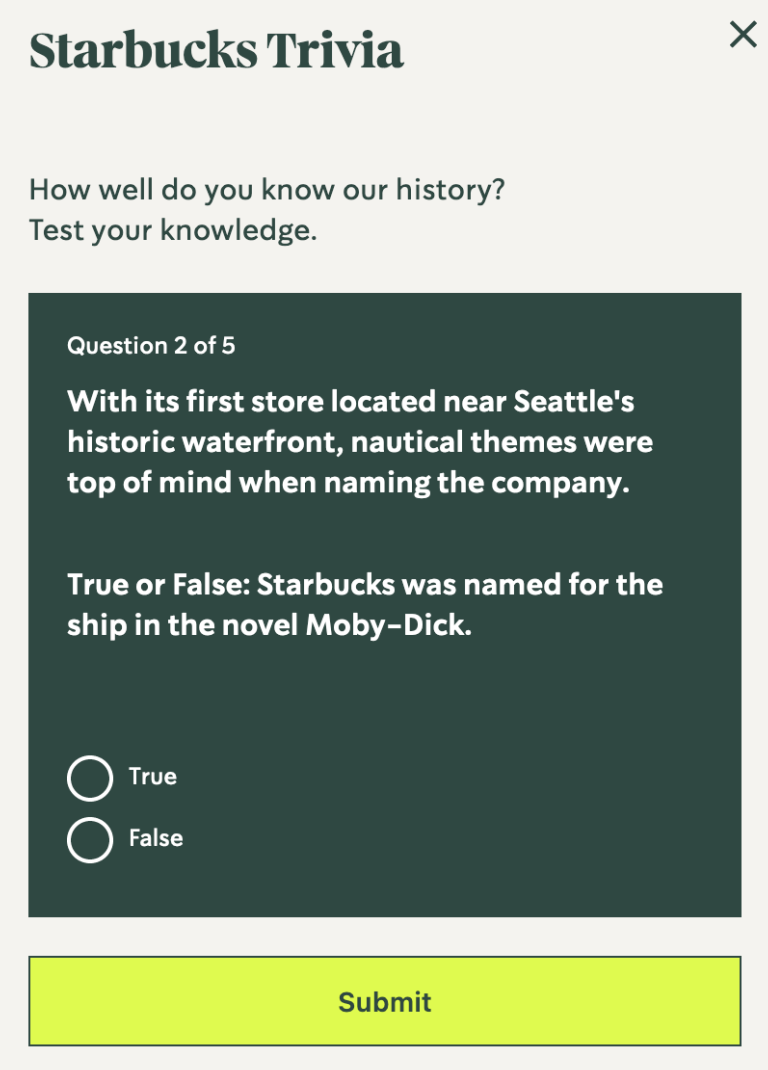 Starbucks Trivia
How well do you know our history?
Test your knowledge.
Question 2 of 5
With its first store located near Seattle's
historic waterfront, nautical themes were
top of mind when naming the company.
True or False: Starbucks was named for the
ship in the novel Moby-Dick.
True
False
Submit